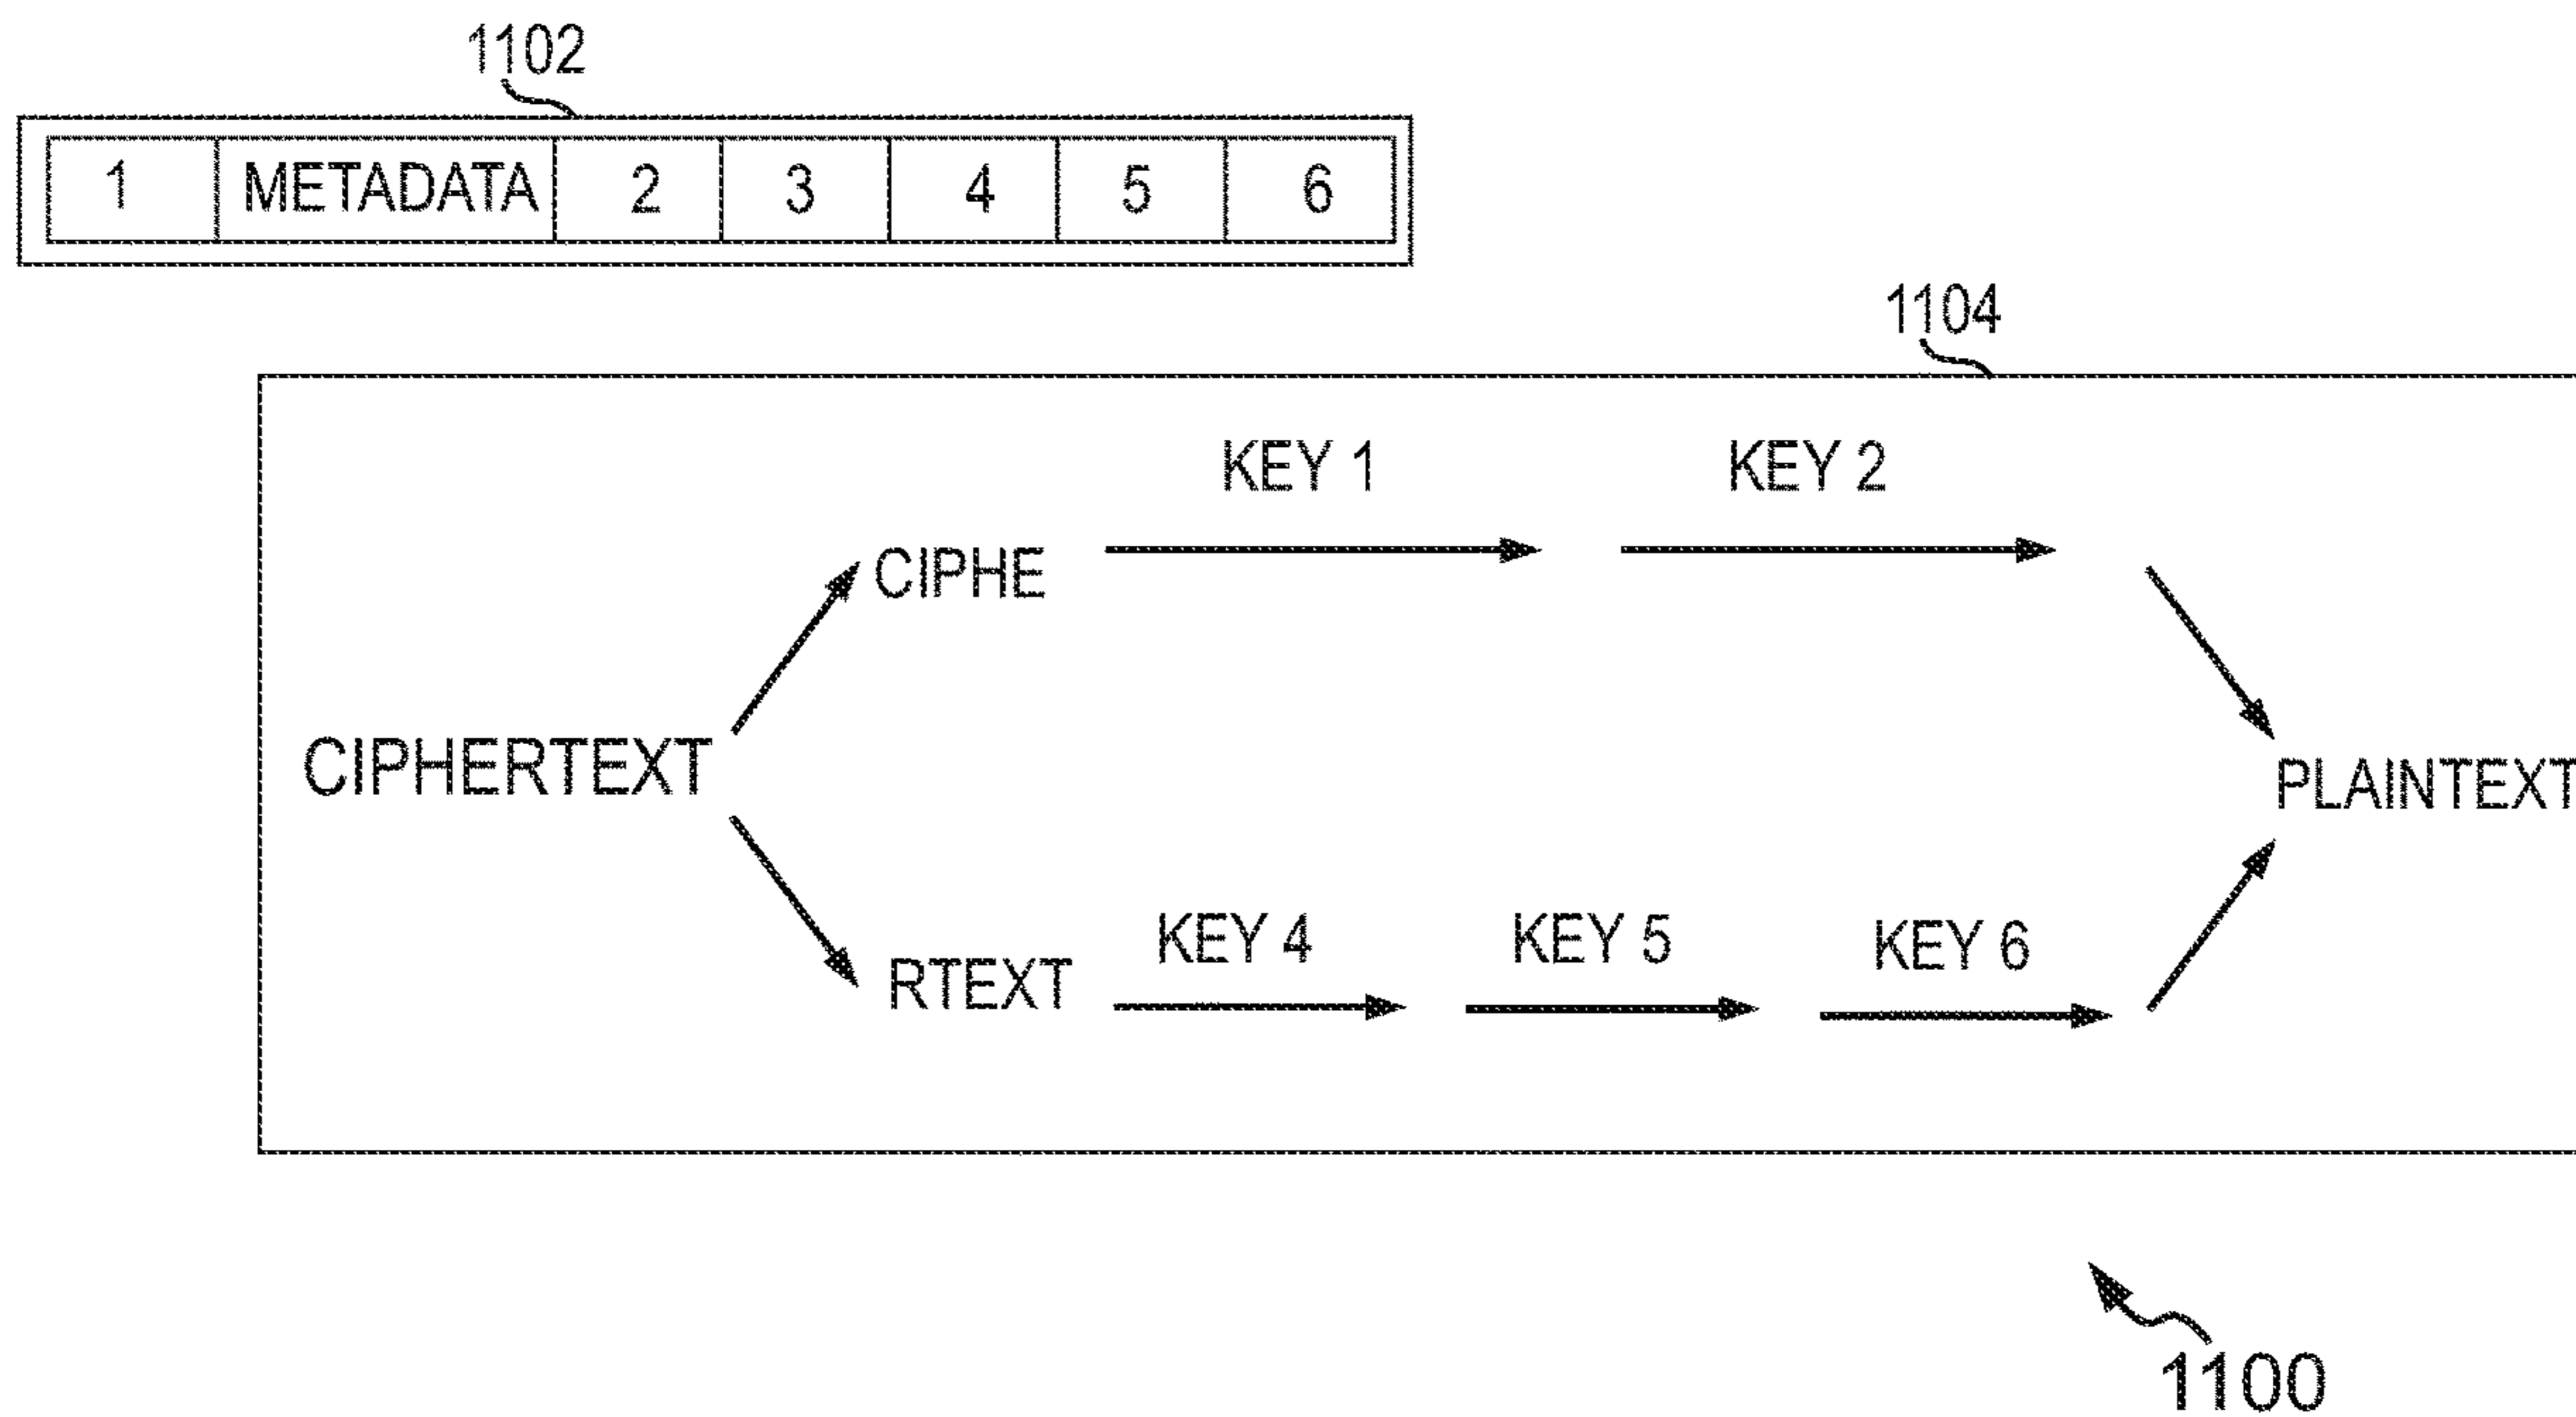 1102
1 METADATA 2 3 4 5 6
1104
KEY 1 KEY 2
CIPHE
CIPHERTEXT
PLAINTEXT
KEY 4 KEY 5 KEY 6
RTEXT
1100